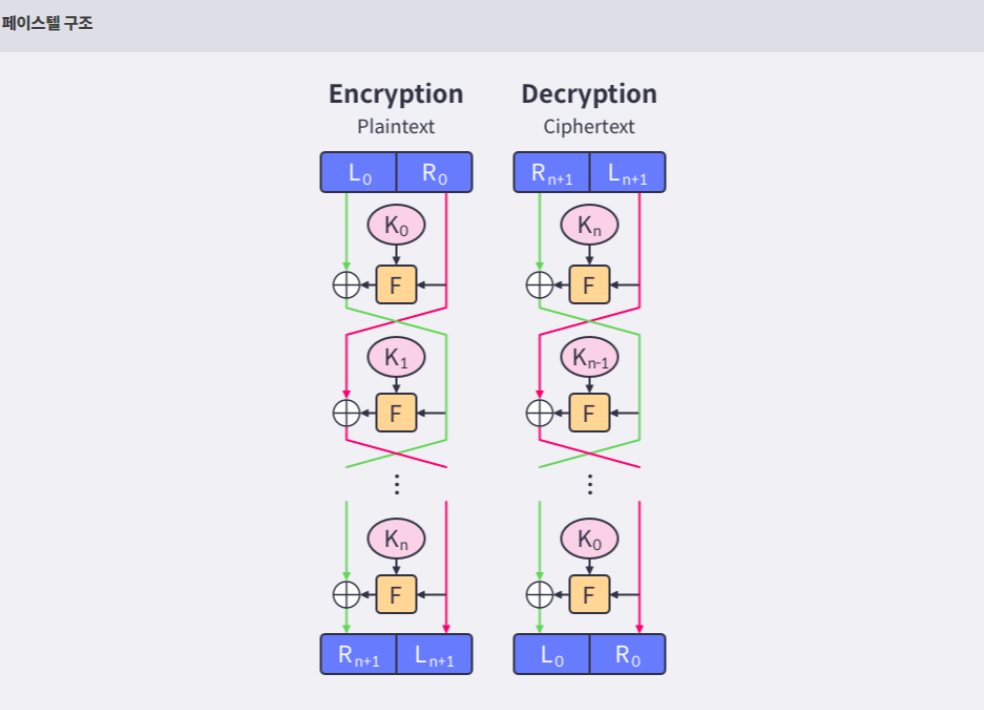 페이스텔 구조
Encryption Decryption
Plaintext Ciphertext
L0 R0 Rn+1 Ln+1
K0 Kn
F F
K1 Kn-1
F F
⋮ ⋮
Kn K0
F F
Rn+1 Ln+1 L0 R0